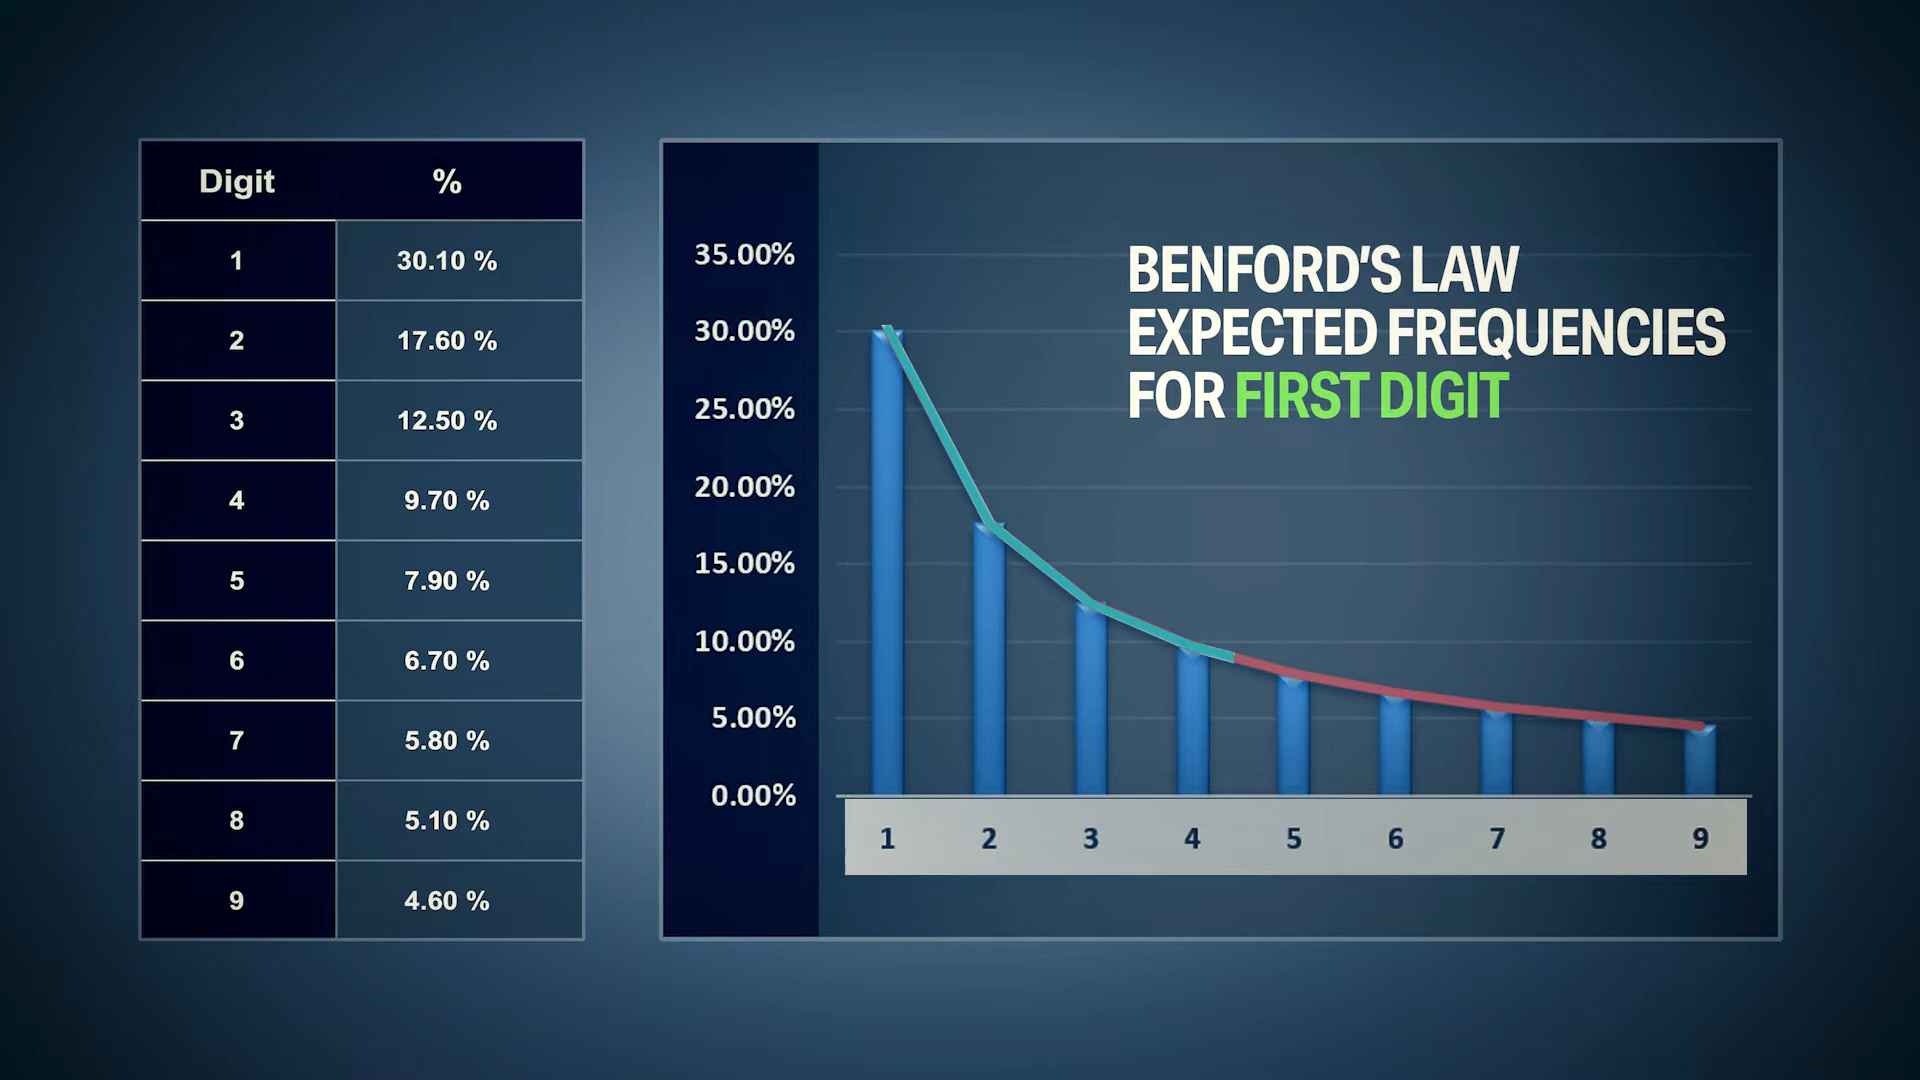 Digit %
1 30.10 %
2 17.60 %
3 12.50 %
4 9.70 %
5 7.90 %
6 6.70 %
7 5.80 %
8 5.10 %
9 4.60 %
BENFORD'S LAW
EXPECTED FREQUENCIES
FOR FIRST DIGIT
35.00%
30.00%
25.00%
20.00%
15.00%
10.00%
5.00%
0.00%
1 2 3 4 5 6 7 8 9